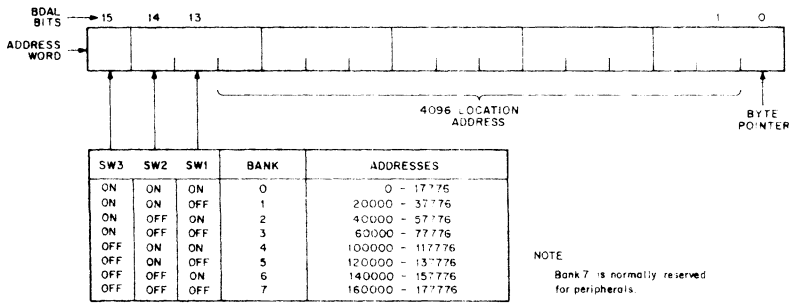 BDAL BITS 15 14 13 1 0
ADDRESS WORD
4096 LOCATION ADDRESS
BYTE POINTER
SW3 SW2 SW1 BANK ADDRESSES
ON ON ON 0 0 - 17776
ON ON OFF 1 20000 - 37776
ON OFF ON 2 40000 - 57776
ON OFF OFF 3 60000 - 77776
OFF ON ON 4 100000 - 117776
OFF ON OFF 5 120000 - 137776
OFF OFF ON 6 140000 - 157776
OFF OFF OFF 7 160000 - 177776
NOTE
Bank 7 is normally reserved
for peripherals.